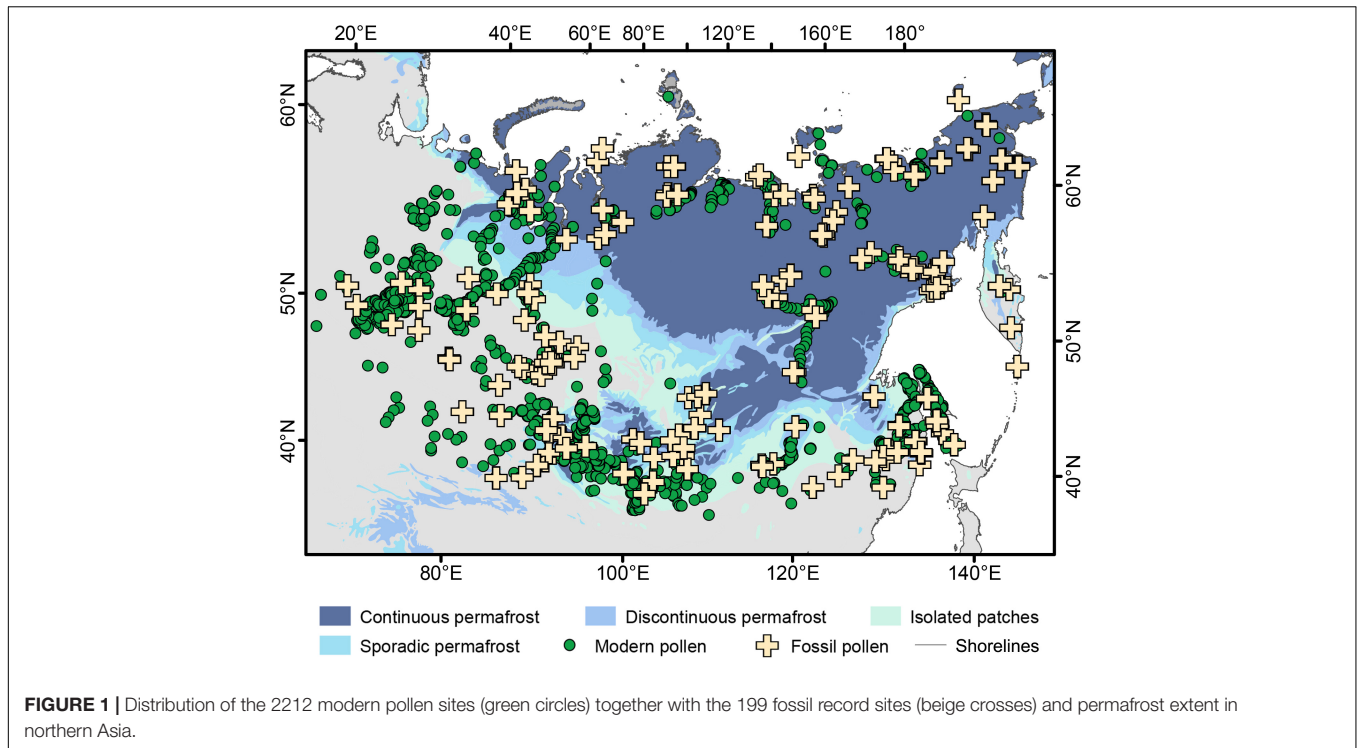 20°E 40°E 60°E 80°E 120°E 160°E 180°
60°N
60°N
50°N
50°N
40°N
40°N
80°E 100°E 120°E 140°E
Continuous permafrost Discontinuous permafrost Isolated patches
Sporadic permafrost Modern pollen Fossil pollen Shorelines
FIGURE 1 | Distribution of the 2212 modern pollen sites (green circles) together with the 199 fossil record sites (beige crosses) and permafrost extent in
northern Asia.